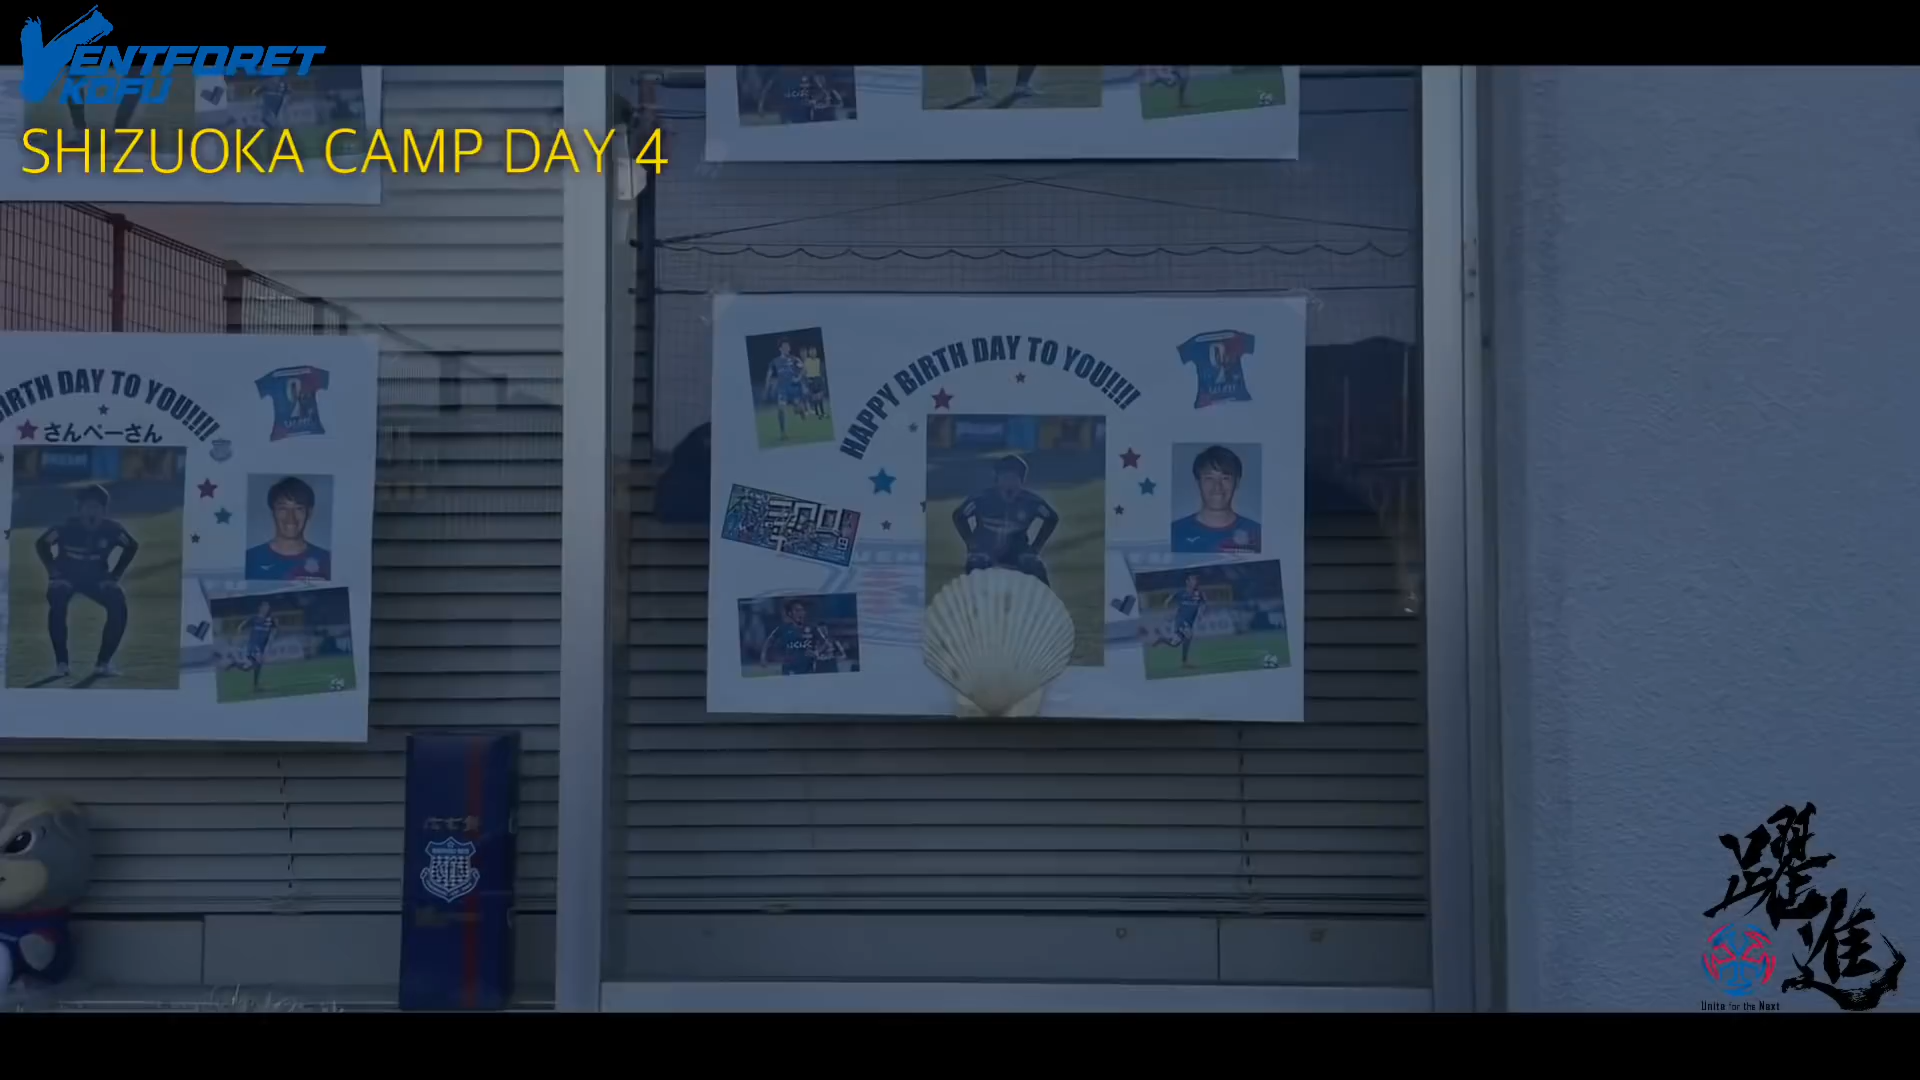 VENTFORET
KOFU
SHIZUOKA CAMP DAY 4
BIRTH DAY TO YOU!!!!
さんぺーさん
HAPPY BIRTH DAY TO YOU!!!!
躍進
Unite for the Next